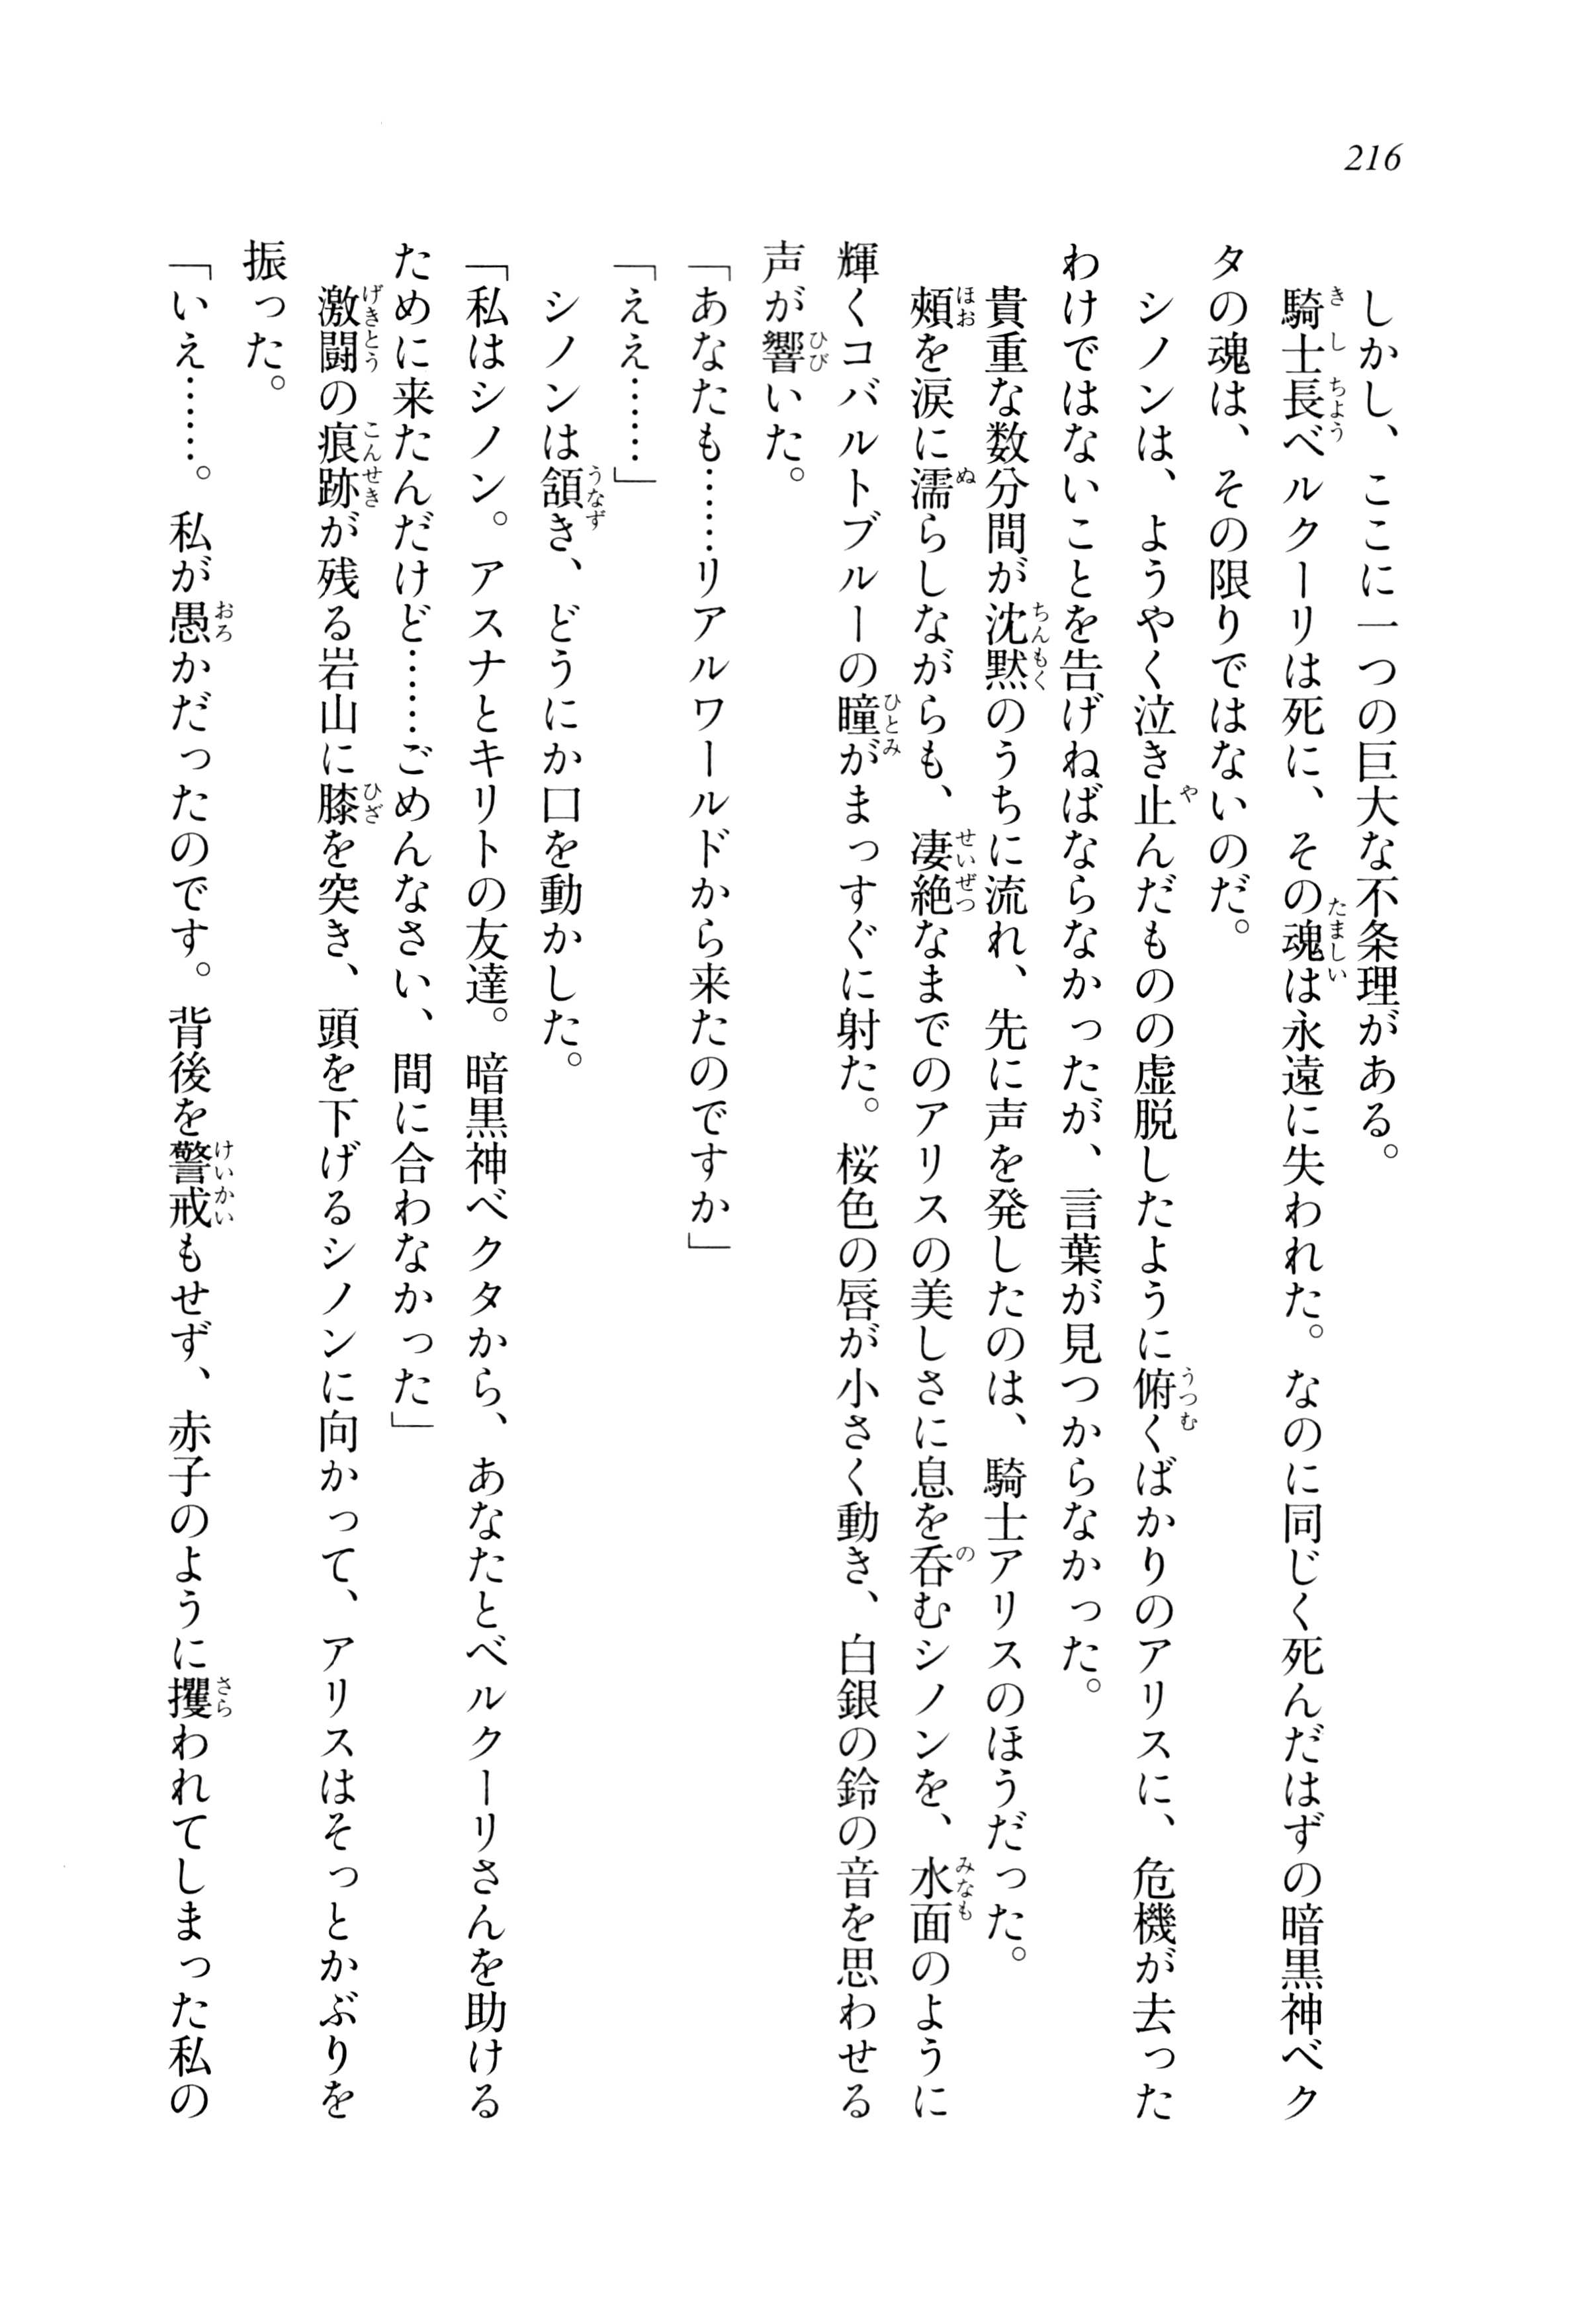 216
しかし、ここに一つの巨大な不条理がある。
騎士長ベルクーリは死に、その魂は永遠に失われた。なのに同じく死んだはずの暗黒神ベク
タの魂は、その限りではないのだ。
シノンは、ようやく泣き止んだものの虚脱したように俯くばかりのアリスに、危機が去った
わけではないことを告げねばならなかったが、言葉が見つからなかった。
貴重な数分間が沈黙のうちに流れ、先に声を発したのは、騎士アリスのほうだった。
頰を涙に濡らしながらも、凄絶なまでのアリスの美しさに息を呑むシノンを、水面のように
輝くコバルトブルーの瞳がまっすぐに射た。桜色の唇が小さく動き、白銀の鈴の音を思わせる
声が響いた。
「あなたも……リアルワールドから来たのですか」
「ええ……」
シノンは頷き、どうにか口を動かした。
「私はシノン。アスナとキリトの友達。暗黒神ベクタから、あなたとベルクーリさんを助ける
ために来たんだけど……ごめんなさい、間に合わなかった」
激闘の痕跡が残る岩山に膝を突き、頭を下げるシノンに向かって、アリスはそっとかぶりを
振った。
「いえ……。私が愚かだったのです。背後を警戒もせず、赤子のように攫われてしまった私の